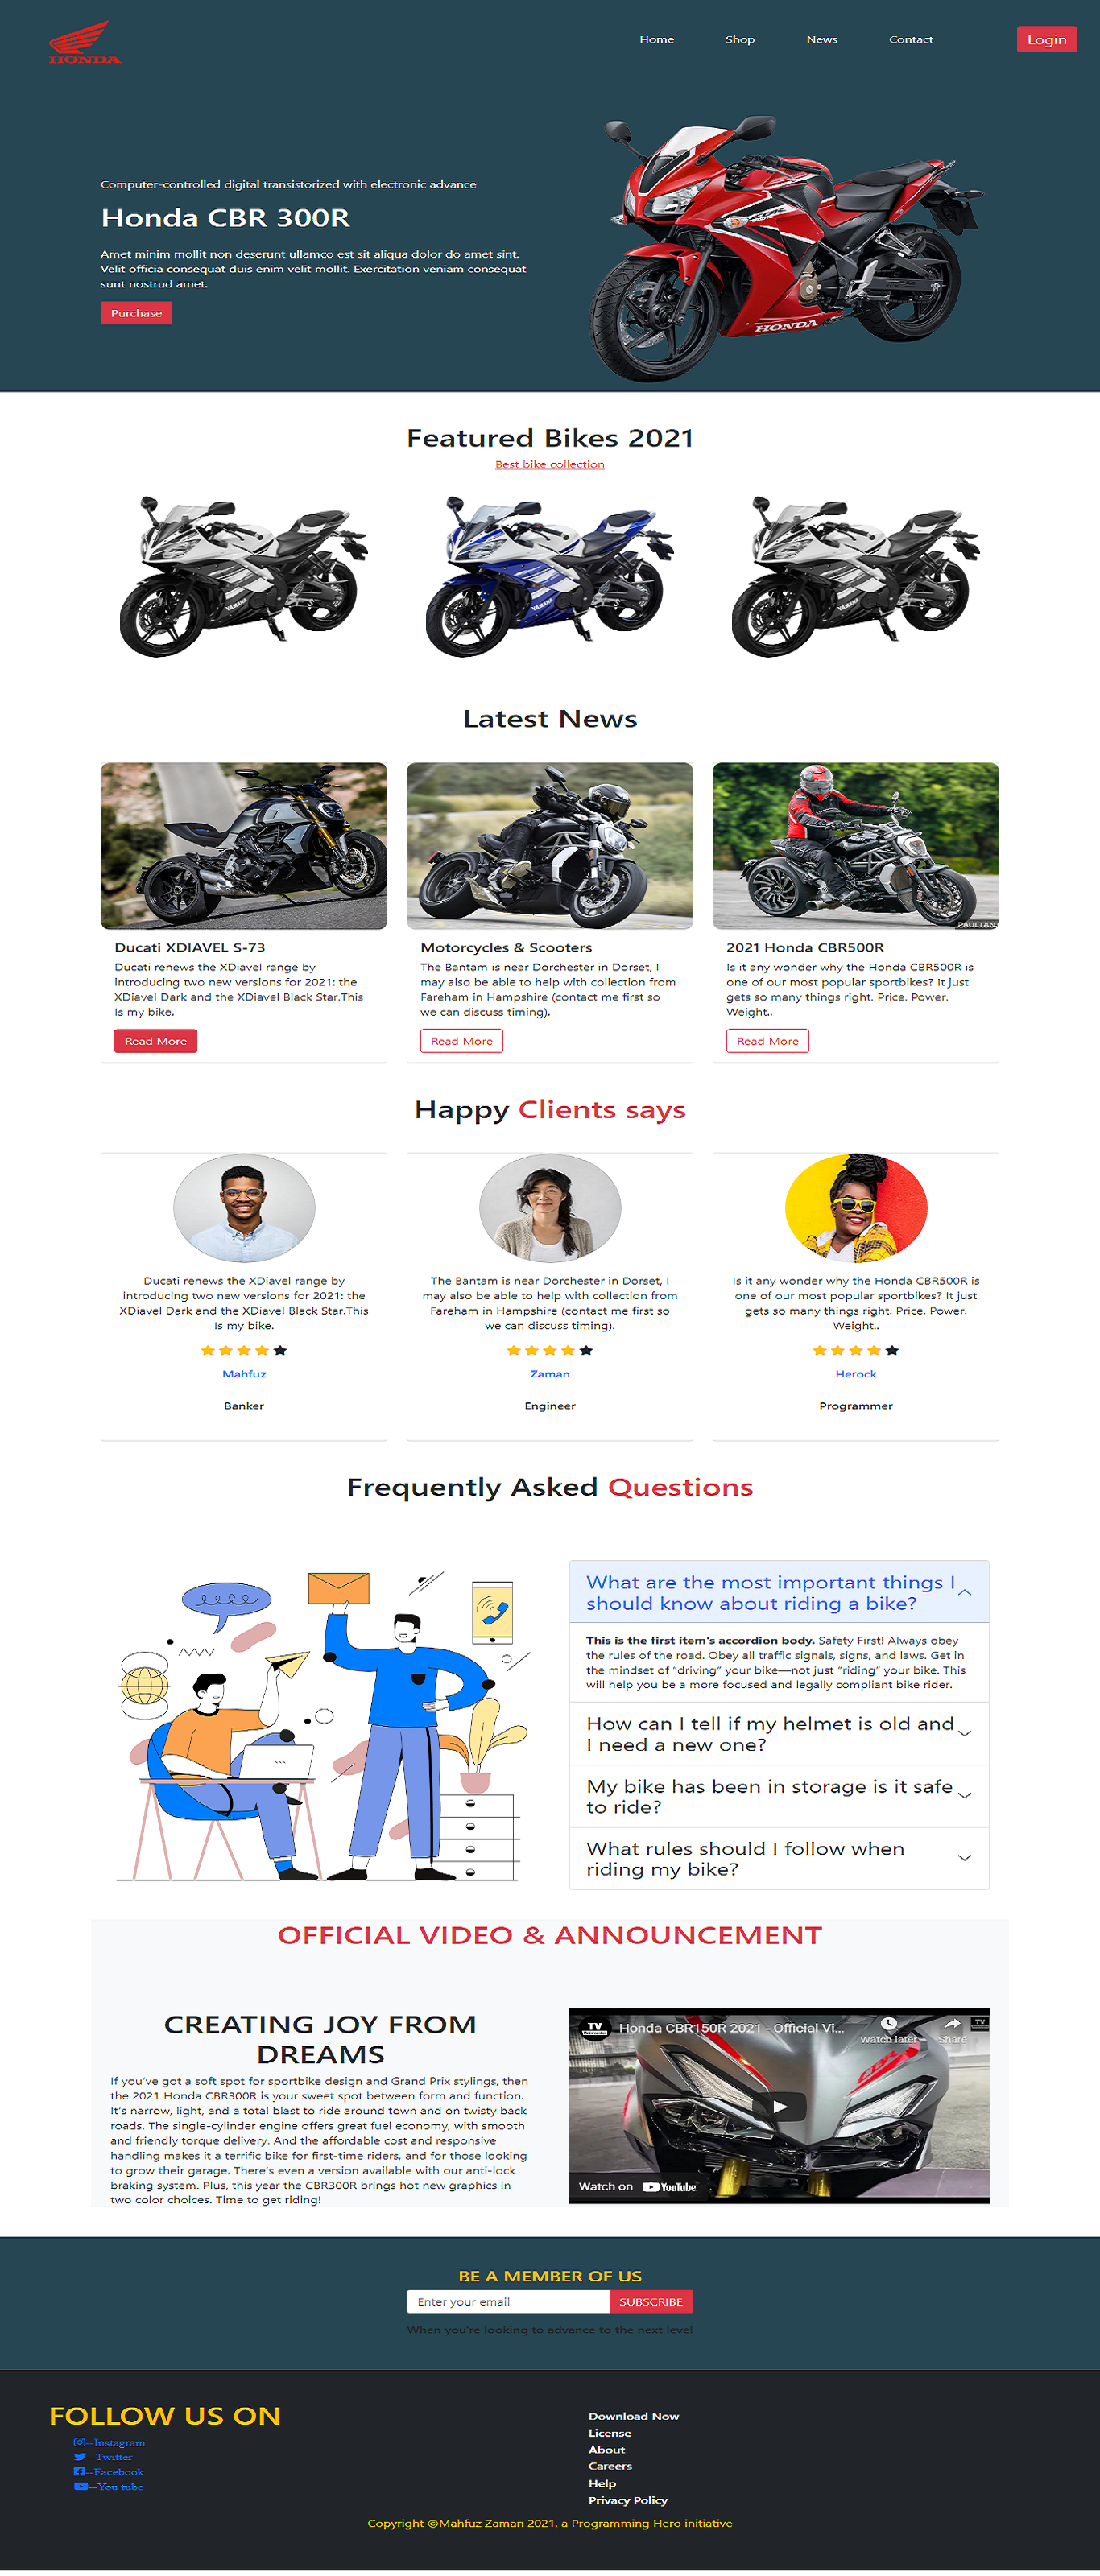 HONDA
Home Shop News Contact Login
Computer-controlled digital transistorized with electronic advance
Honda CBR 300R
Amet minim mollit non deserunt ullamco est sit aliqua dolor do amet sint.
Velit officia consequat duis enim velit mollit. Exercitation veniam consequat
sunt nostrud amet.
Purchase
HONDA
Featured Bikes 2021
Best bike collection
YAMAHA
YAMAHA
YAMAHA
Latest News
PAULTAN
Ducati XDIAVEL S-73
Ducati renews the XDiavel range by
introducing two new versions for 2021: the
XDiavel Dark and the XDiavel Black Star.This
Is my bike.
Read More
Motorcycles & Scooters
The Bantam is near Dorchester in Dorset, I
may also be able to help with collection from
Fareham in Hampshire (contact me first so
we can discuss timing).
Read More
2021 Honda CBR500R
Is it any wonder why the Honda CBR500R is
one of our most popular sportbikes? It just
gets so many things right. Price. Power.
Weight..
Read More
Happy Clients says
Ducati renews the XDiavel range by
introducing two new versions for 2021: the
XDiavel Dark and the XDiavel Black Star.This
Is my bike.
Mahfuz
Banker
The Bantam is near Dorchester in Dorset, I
may also be able to help with collection from
Fareham in Hampshire (contact me first so
we can discuss timing).
Zaman
Engineer
Is it any wonder why the Honda CBR500R is
one of our most popular sportbikes? It just
gets so many things right. Price. Power.
Weight..
Herock
Programmer
Frequently Asked Questions
What are the most important things I
should know about riding a bike?
This is the first item's accordion body. Safety First! Always obey
the rules of the road. Obey all traffic signals, signs, and laws. Get in
the mindset of “driving” your bike—not just “riding” your bike. This
will help you be a more focused and legally compliant bike rider.
How can I tell if my helmet is old and
I need a new one?
My bike has been in storage is it safe
to ride?
What rules should I follow when
riding my bike?
OFFICIAL VIDEO & ANNOUNCEMENT
CREATING JOY FROM
DREAMS
If you’ve got a soft spot for sportbike design and Grand Prix stylings, then
the 2021 Honda CBR300R is your sweet spot between form and function.
It’s narrow, light, and a total blast to ride around town and on twisty back
roads. The single-cylinder engine offers great fuel economy, with smooth
and friendly torque delivery. And the affordable cost and responsive
handling makes it a terrific bike for first-time riders, and for those looking
to grow their garage. There’s even a version available with our anti-lock
braking system. Plus, this year the CBR300R brings hot new graphics in
two color choices. Time to get riding!
TV
Honda CBR150R 2021 - Official Vi...
Watch later
Share
TV
CBR
Watch on YouTube
BE A MEMBER OF US
Enter your email SUBSCRIBE
When you're looking to advance to the next level
FOLLOW US ON
--Instagram
--Twitter
--Facebook
--You tube
Download Now
License
About
Careers
Help
Privacy Policy
Copyright ©Mahfuz Zaman 2021, a Programming Hero initiative